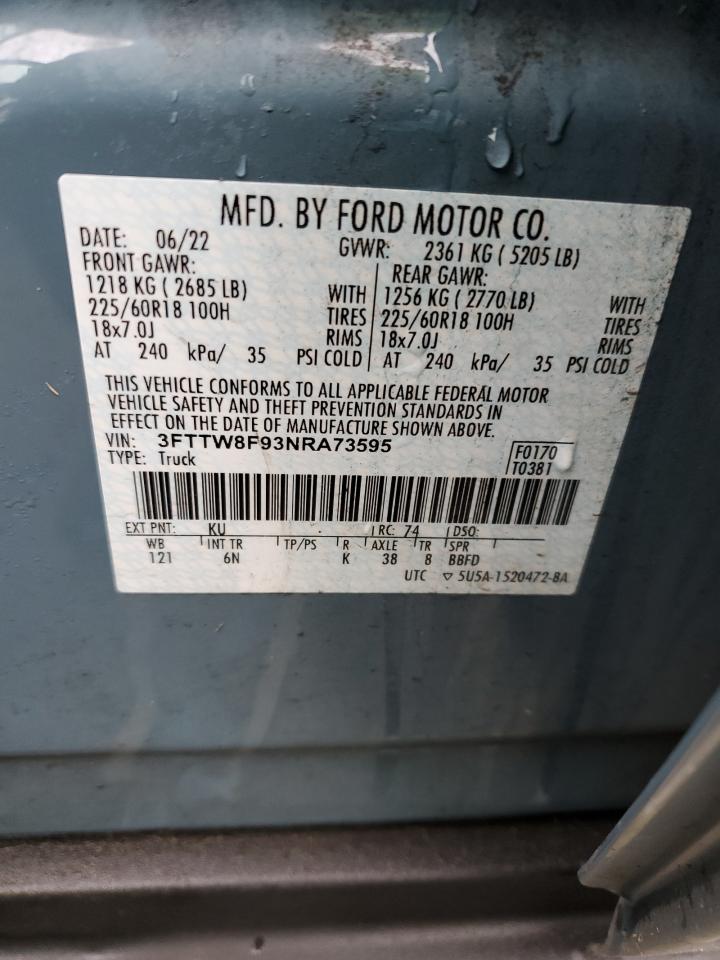 MFD. BY FORD MOTOR CO.
DATE: 06/22 GVWR: 2361 KG ( 5205 LB)
FRONT GAWR: REAR GAWR:
1218 KG ( 2685 LB) WITH 1256 KG ( 2770 LB) WITH
225/60R18 100H TIRES 225/60R18 100H TIRES
18x7.0J RIMS 18x7.0J RIMS
AT 240 kPa/ 35 PSI COLD AT 240 kPa/ 35 PSI COLD
THIS VEHICLE CONFORMS TO ALL APPLICABLE FEDERAL MOTOR
VEHICLE SAFETY AND THEFT PREVENTION STANDARDS IN
EFFECT ON THE DATE OF MANUFACTURE SHOWN ABOVE.
VIN: 3FTTW8F93NRA73595 F0170
TYPE: Truck T0381
EXT PNT: KU RC: 74 DSO:
WB INT TR TP/PS R AXLE TR SPR
121 6N K 38 8 BBFD
UTC ▽ 5U5A-1520472-BA